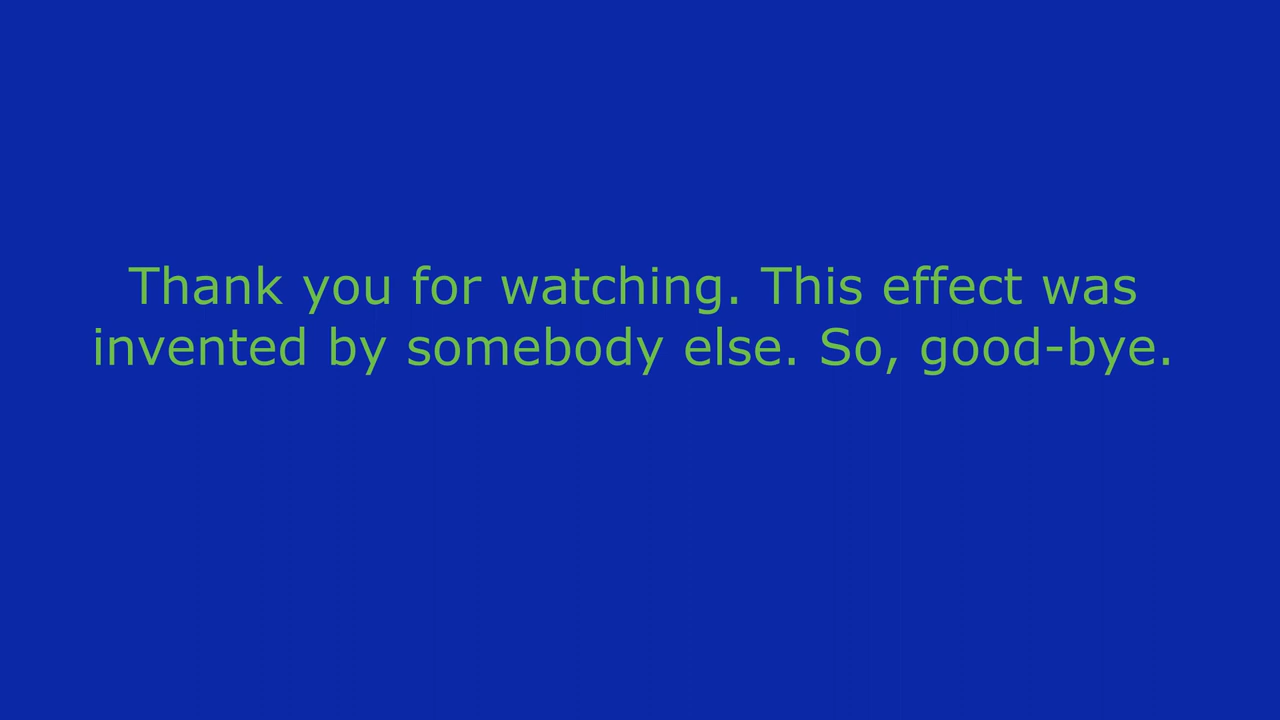 Thank you for watching. This effect was
invented by somebody else. So, good-bye.